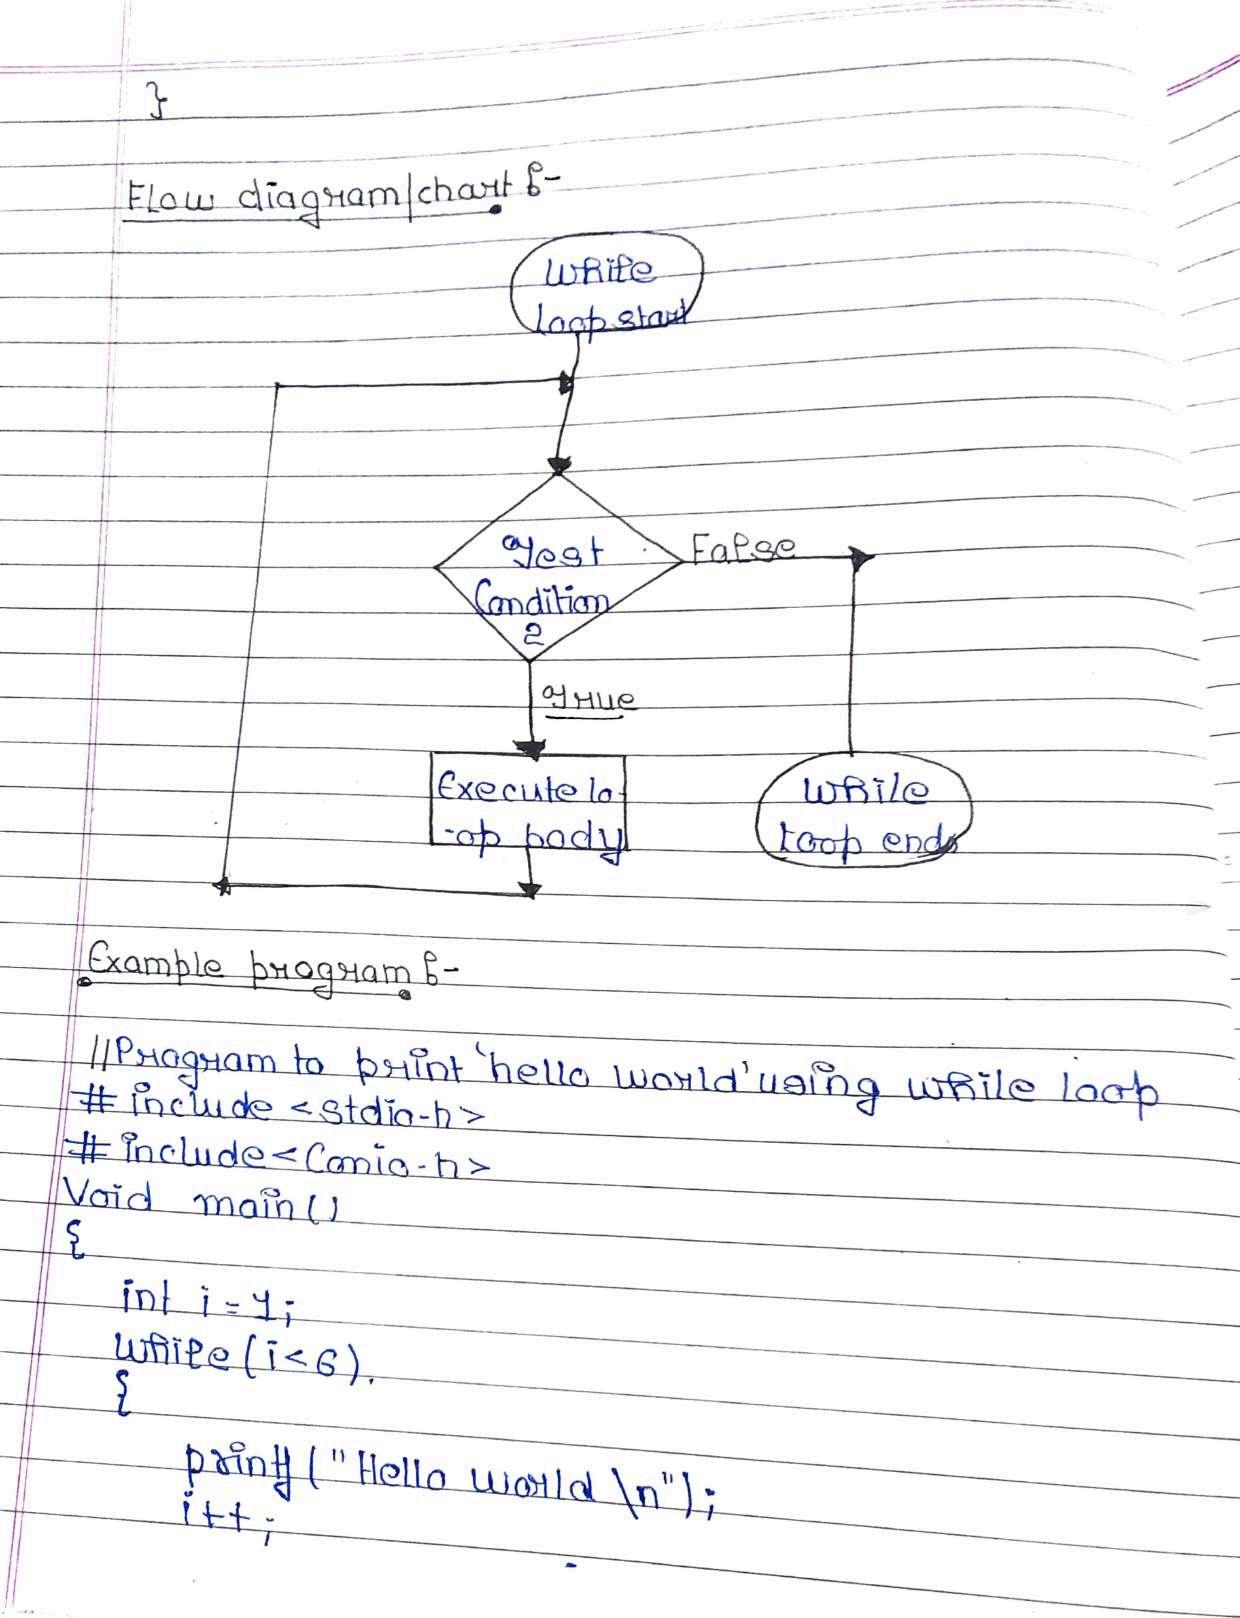 }
Flow diagram/chart :-
While
loop start
Test
False
Condition
?
True
Execute lo-
-op body
While
loop ends
Example program :-
//Program to print 'hello world' using while loop
# include <stdio.h>
# include <Conio.h>
Void main()
{
int i = 1;
while (i<6).
{
printf ("Hello world \n");
i++;